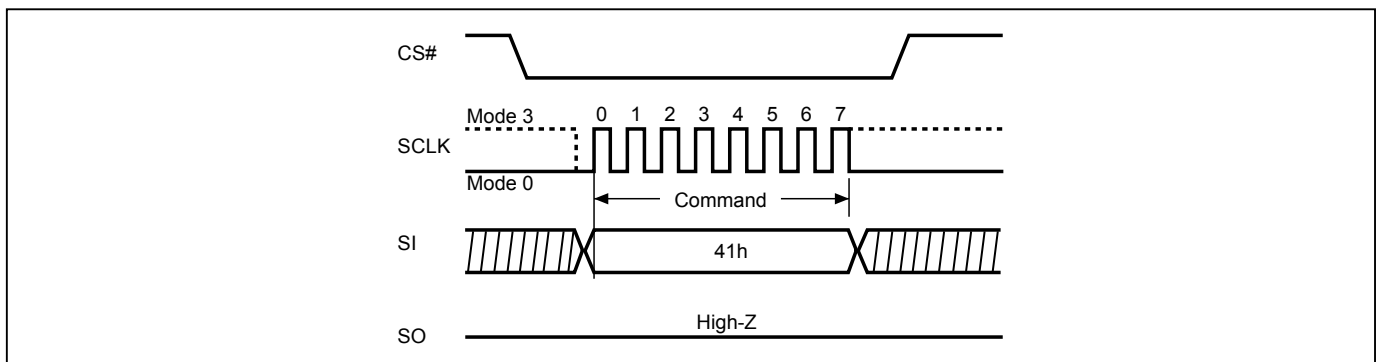 CS#
Mode 3
0 1 2 3 4 5 6 7
SCLK
Mode 0
Command
SI
41h
High-Z
SO